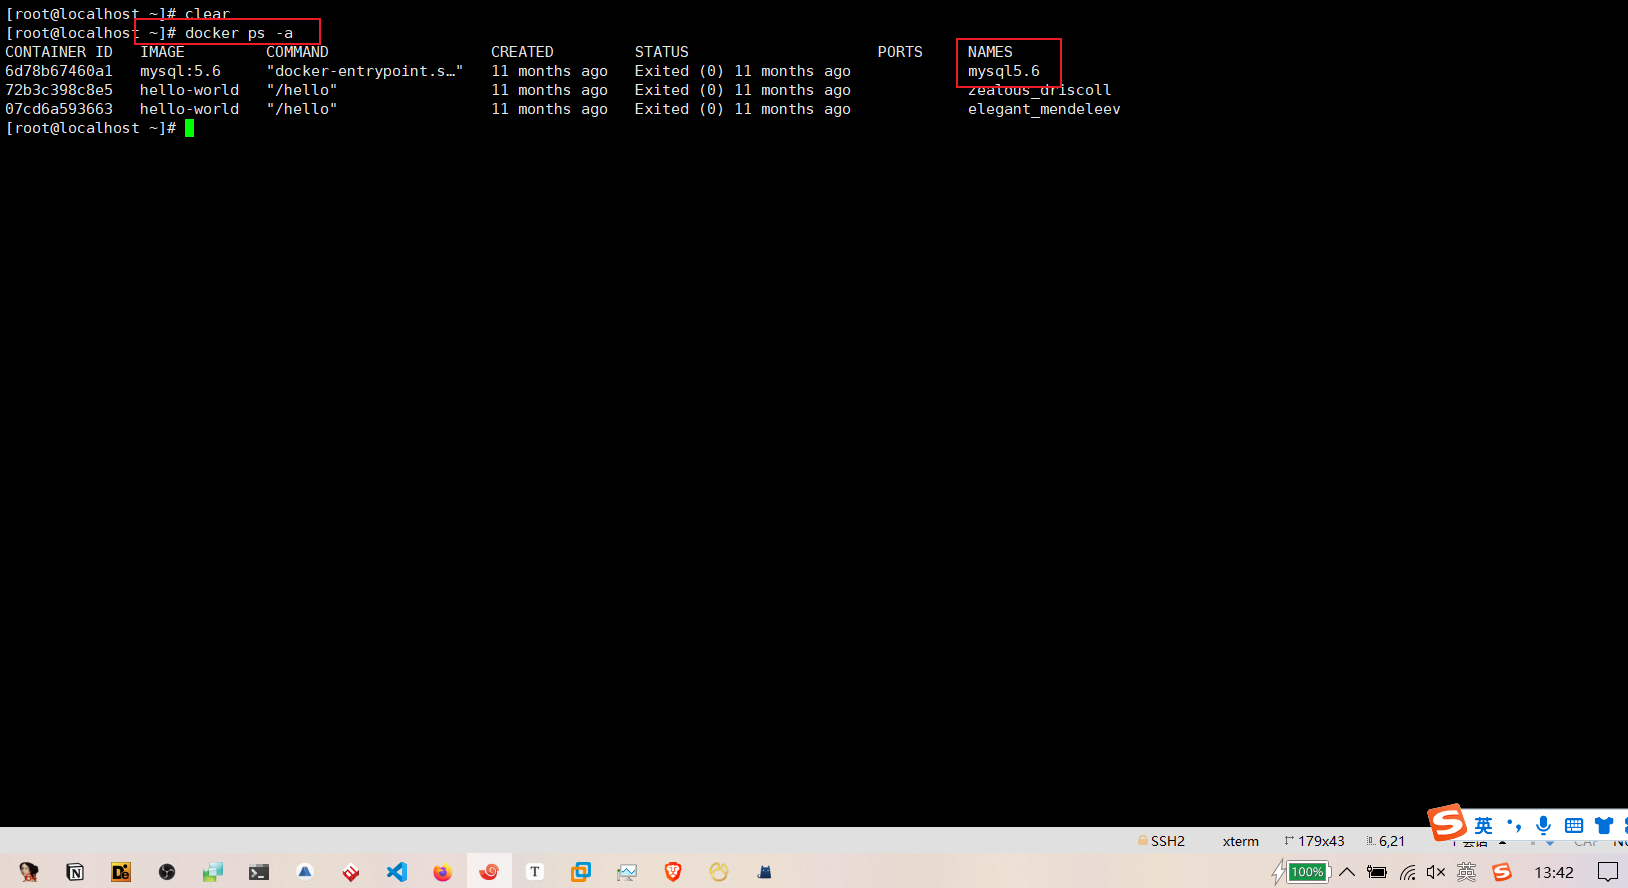 [root@localhost ~]# clear
[root@localhost ~]# docker ps -a
CONTAINER ID   IMAGE         COMMAND                  CREATED         STATUS                     PORTS     NAMES
6d78b67460a1   mysql:5.6     "docker-entrypoint.s…"   11 months ago   Exited (0) 11 months ago             mysql5.6
72b3c398c8e5   hello-world   "/hello"                 11 months ago   Exited (0) 11 months ago             zealous_driscoll
07cd6a593663   hello-world   "/hello"                 11 months ago   Exited (0) 11 months ago             elegant_mendeleev
[root@localhost ~]#
英
SSH2 xterm 179x43 6,21
100% 英 13:42